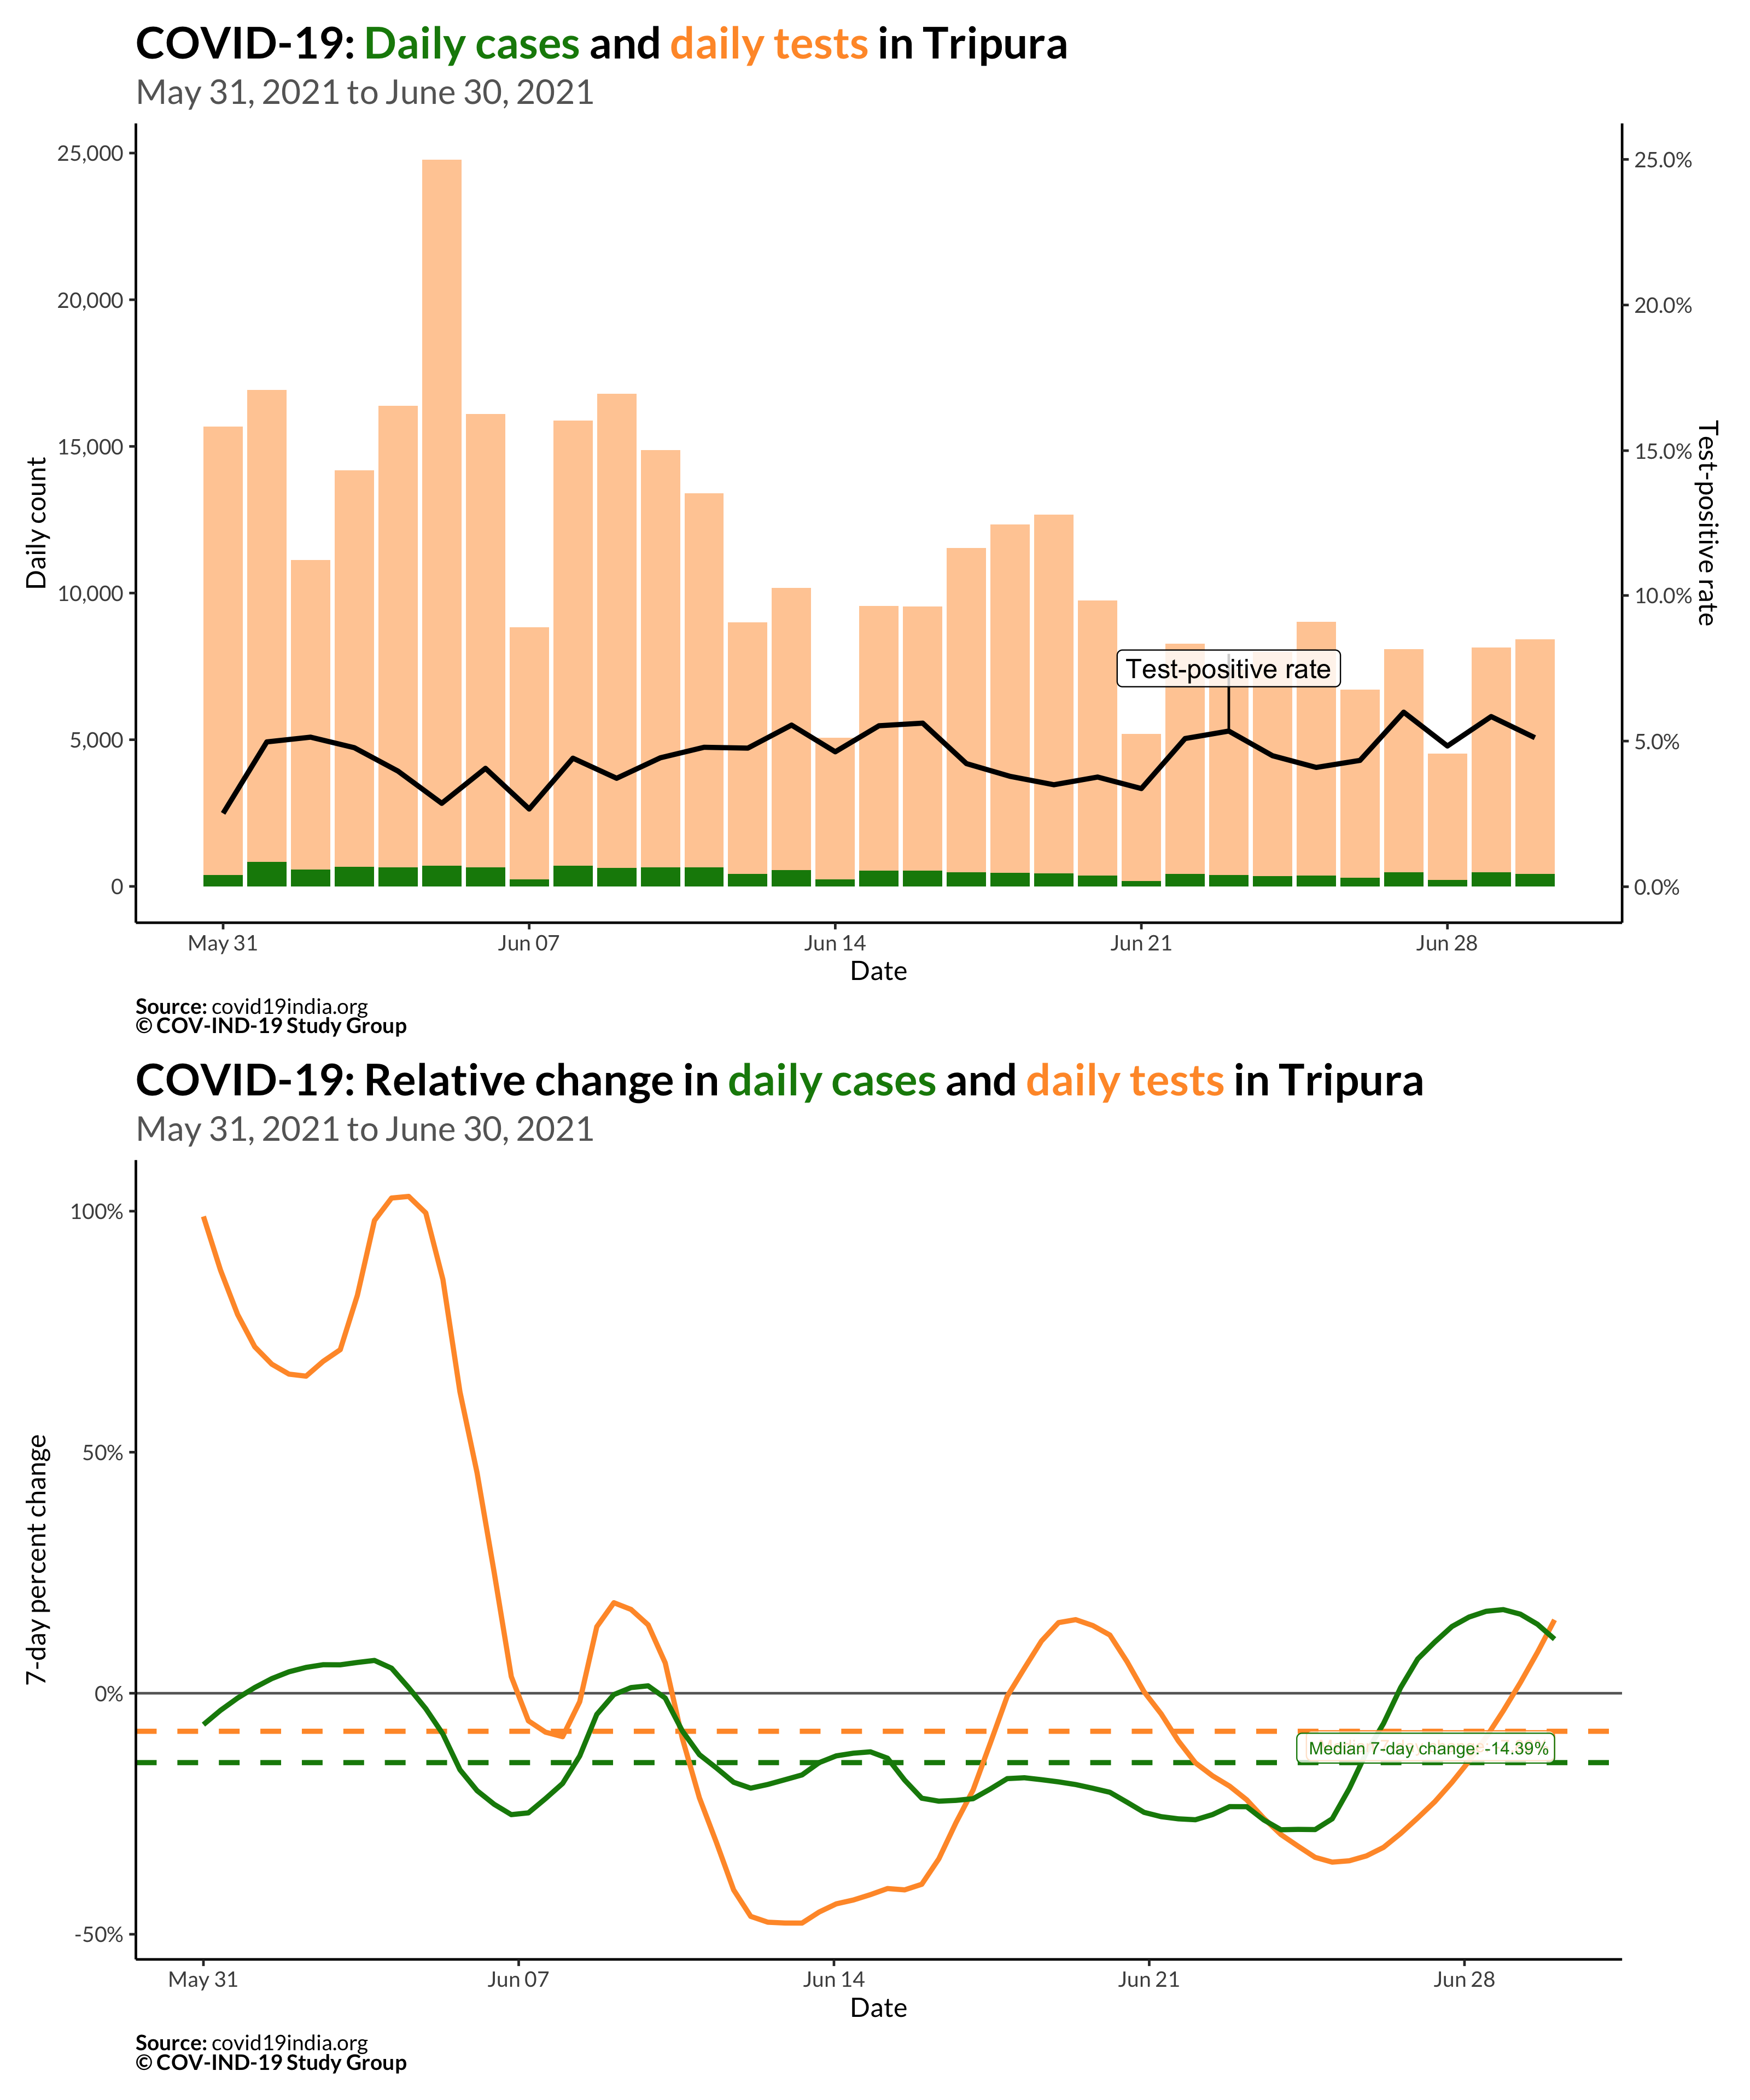 COVID-19: Daily cases and daily tests in Tripura
May 31, 2021 to June 30, 2021
25,000
20,000
15,000
10,000
5,000
0
Daily count
25.0%
20.0%
15.0%
10.0%
5.0%
0.0%
Test-positive rate
Test-positive rate
May 31
Jun 07
Jun 14
Jun 21
Jun 28
Date
Source: covid19india.org
© COV-IND-19 Study Group
COVID-19: Relative change in daily cases and daily tests in Tripura
May 31, 2021 to June 30, 2021
100%
50%
0%
-50%
7-day percent change
Median 7-day change: -14.39%
May 31
Jun 07
Jun 14
Jun 21
Jun 28
Date
Source: covid19india.org
© COV-IND-19 Study Group